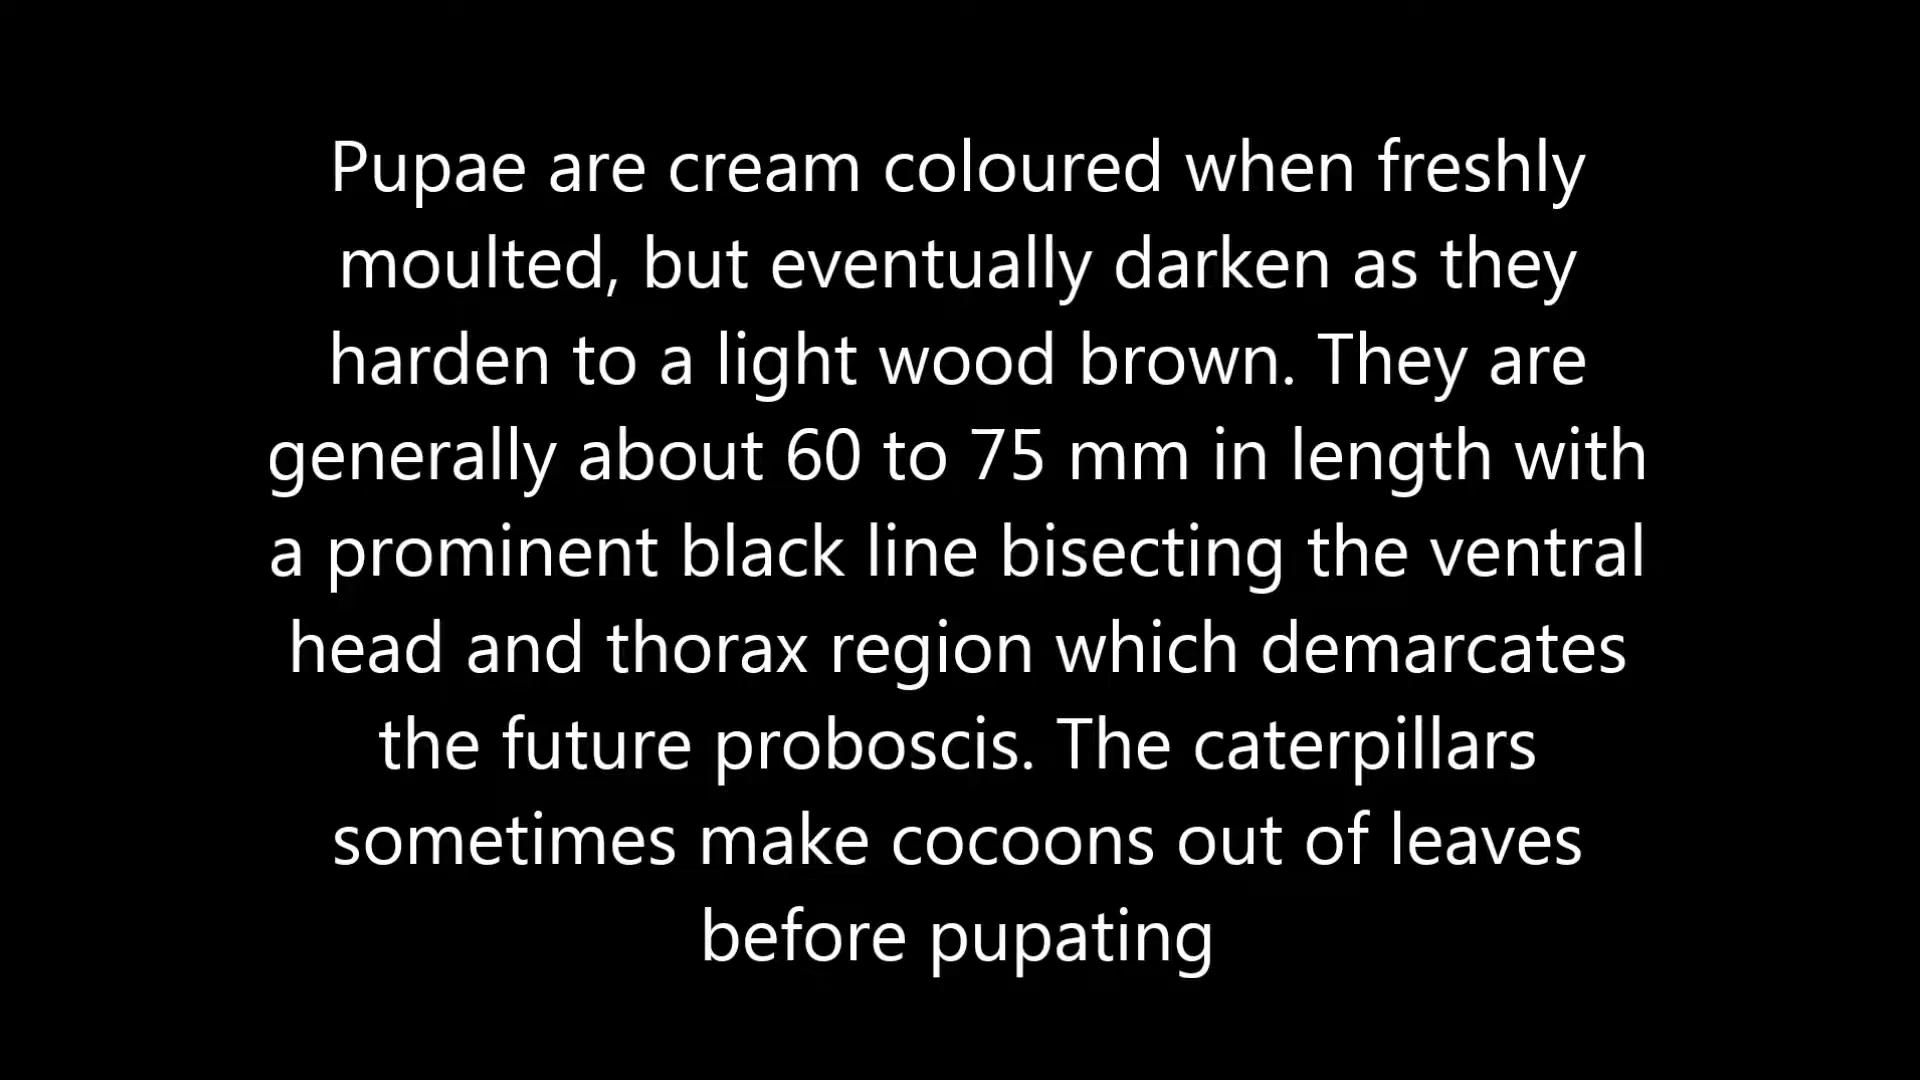 Pupae are cream coloured when freshly
moulted, but eventually darken as they
harden to a light wood brown. They are
generally about 60 to 75 mm in length with
a prominent black line bisecting the ventral
head and thorax region which demarcates
the future proboscis. The caterpillars
sometimes make cocoons out of leaves
before pupating